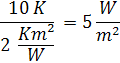 10 K / (2 Km²/W) = 5 W/m²